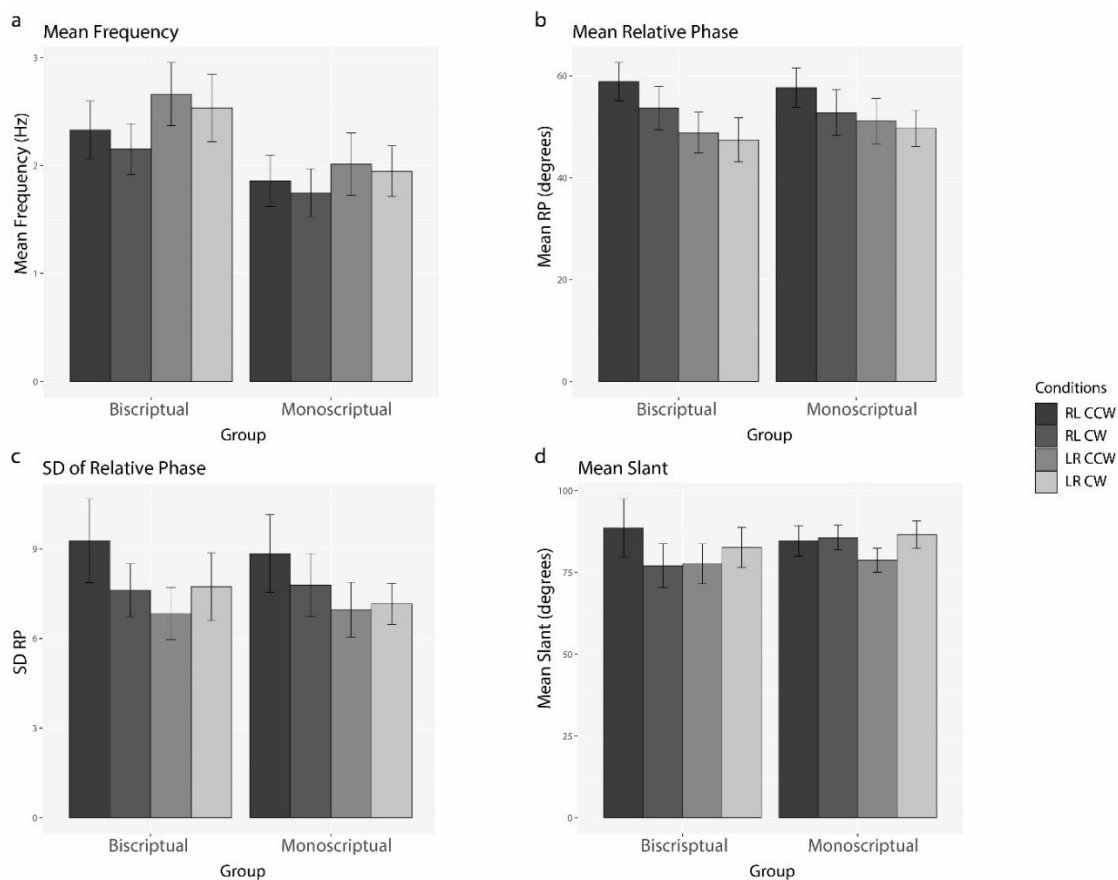 a
Mean Frequency
Mean Frequency (Hz)
3
2
1
0
Biscriptual
Monoscriptual
Group
b
Mean Relative Phase
Mean RP (degrees)
60
40
20
0
Biscriptual
Monoscriptual
Group
Conditions
RL CCW
RL CW
LR CCW
LR CW
c
SD of Relative Phase
SD RP
9
6
3
0
Biscriptual
Monoscriptual
Group
d
Mean Slant
Mean Slant (degrees)
100
75
50
25
0
Biscrisptual
Monoscriptual
Group